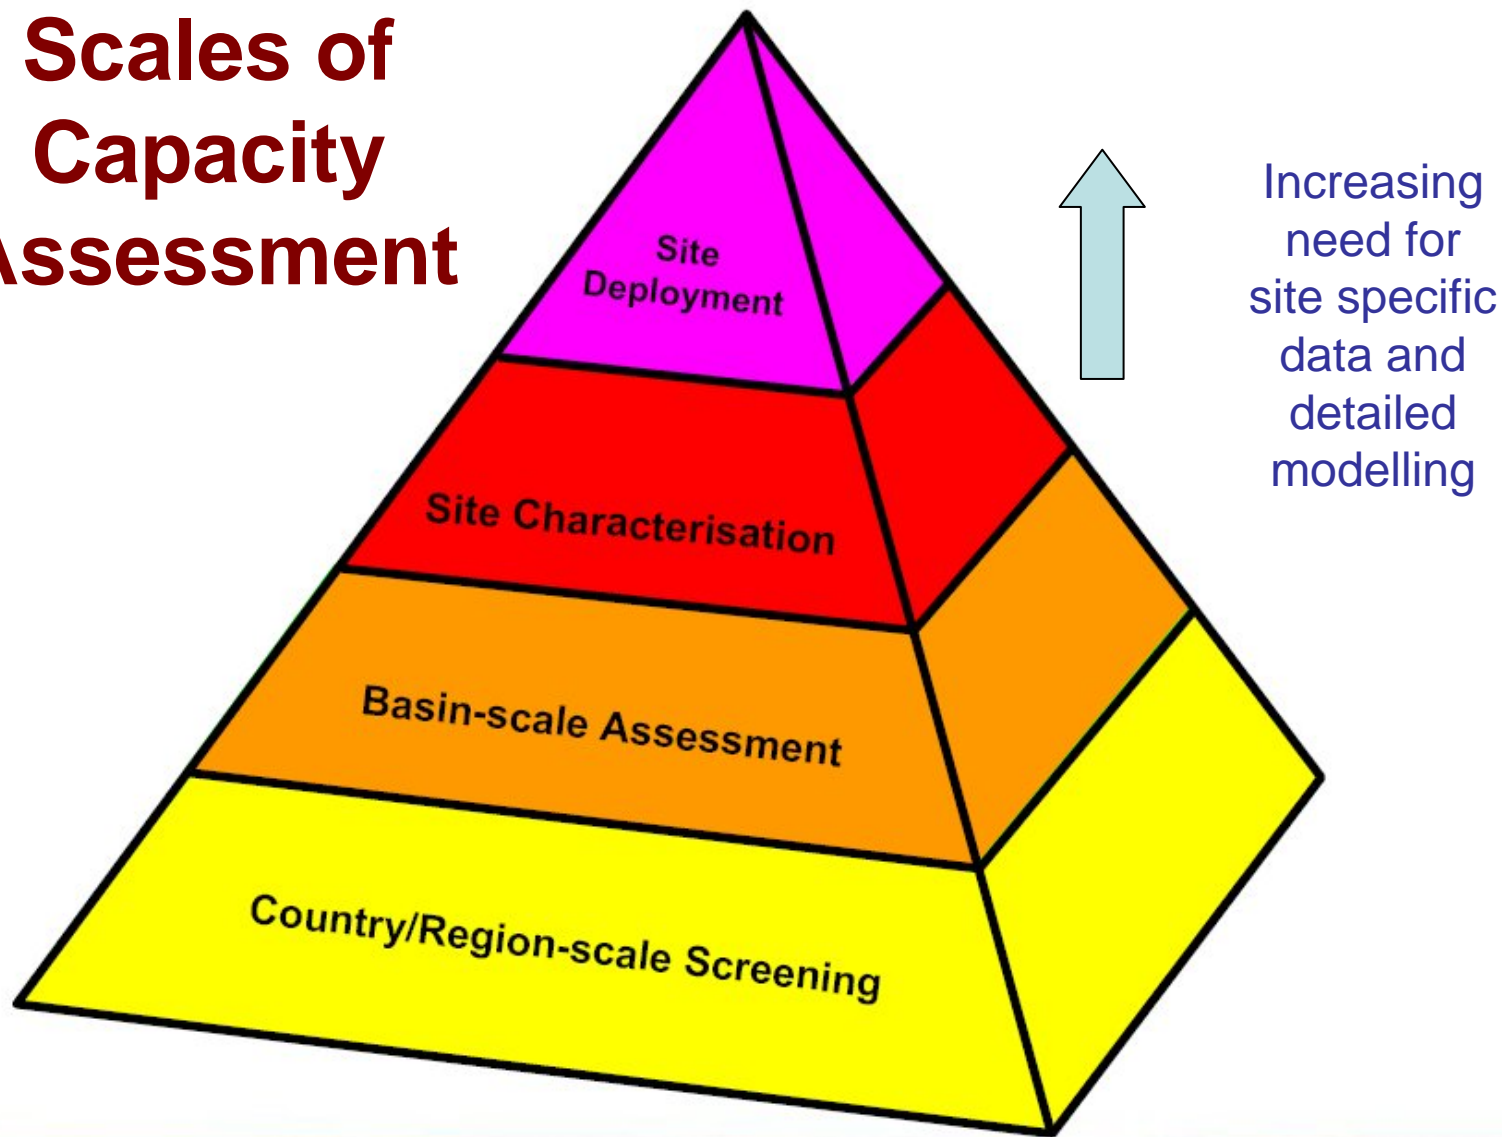 Scales of
Capacity
Assessment
Site
Deployment
Site Characterisation
Basin-scale Assessment
Country/Region-scale Screening
Increasing
need for
site specific
data and
detailed
modelling